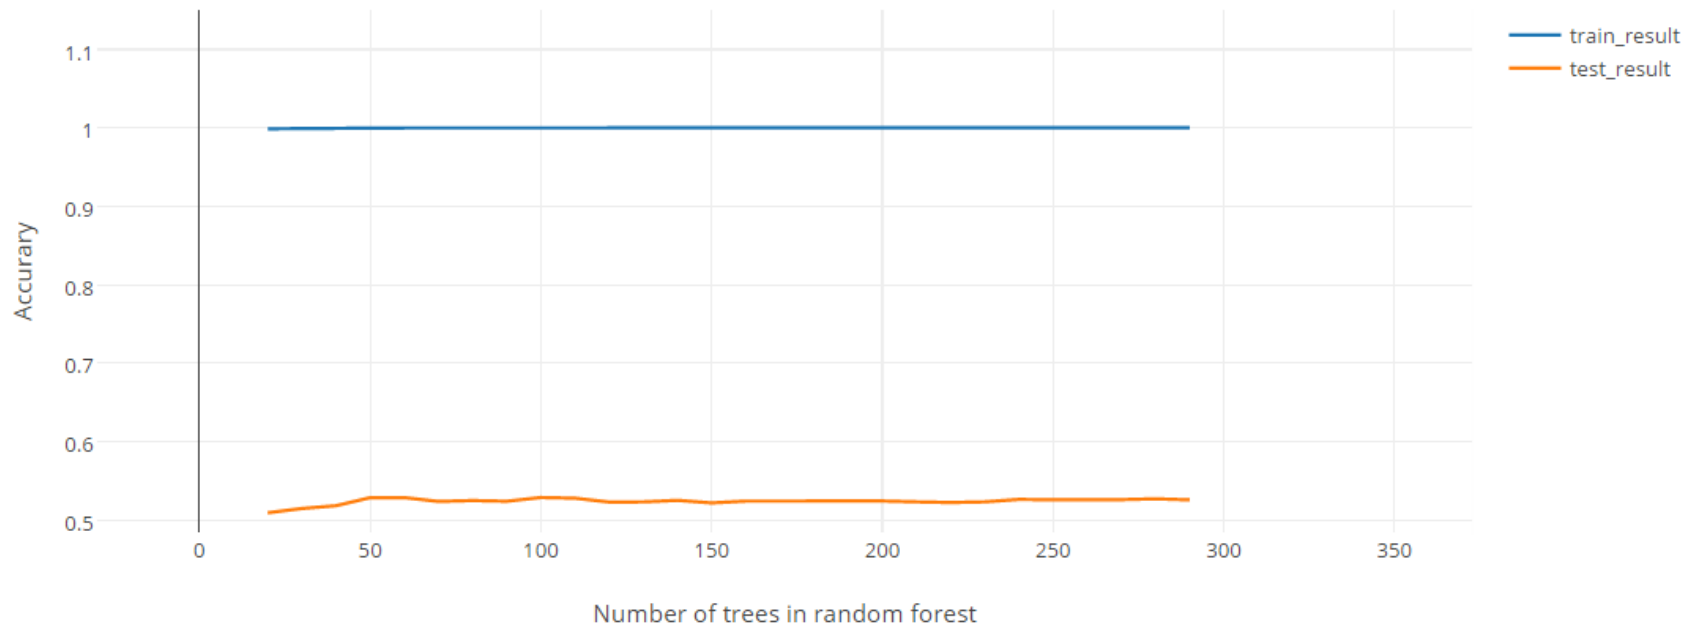 train_result
test_result
1.1
1
0.9
0.8
0.7
0.6
0.5
Accurary
0 50 100 150 200 250 300 350
Number of trees in random forest